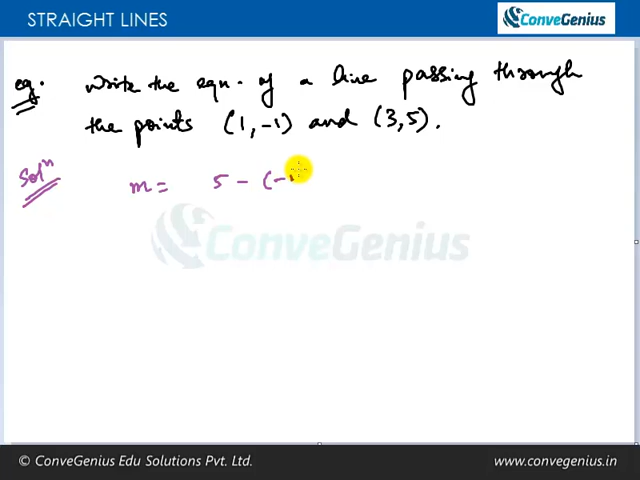 STRAIGHT LINES
ConveGenius
eg. Write the eqn. of a line passing through
the points (1, -1) and (3, 5).
Solⁿ
m = 5 - (-1
ConveGenius
© ConveGenius Edu Solutions Pvt. Ltd.
www.convegenius.in